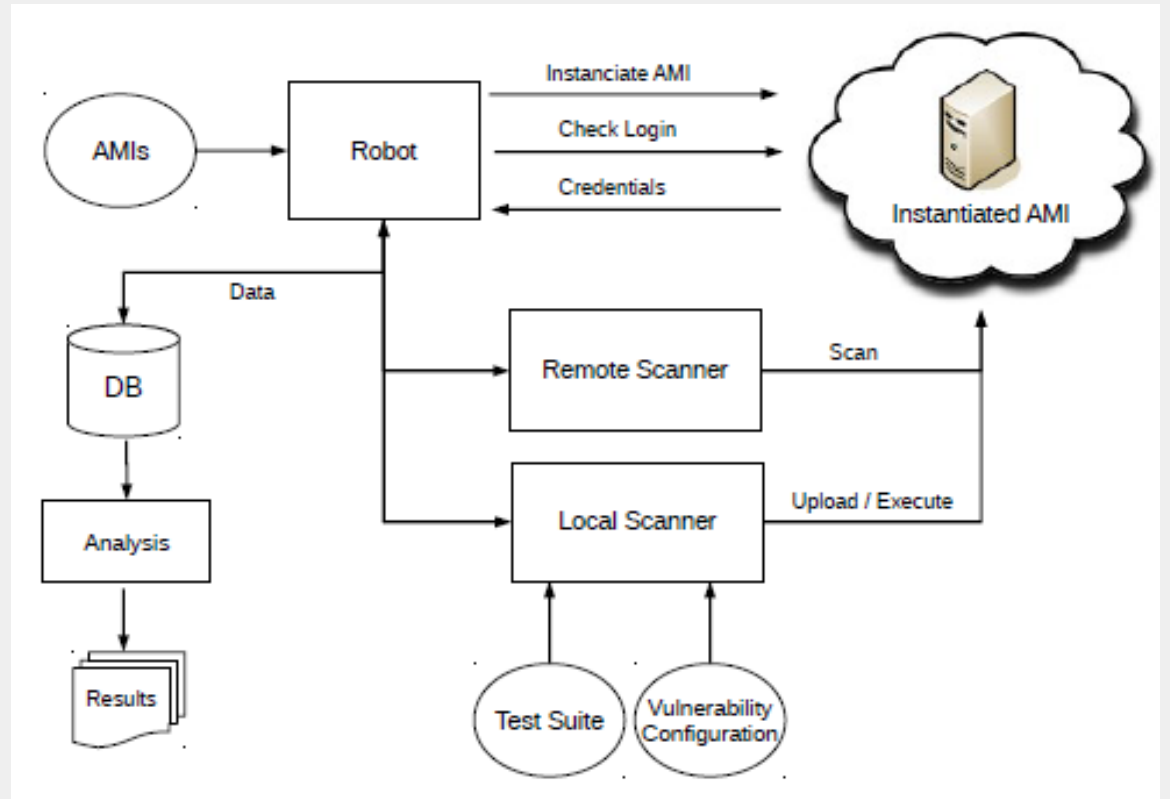 Instanciate AMI
AMIs
Robot
Check Login
Credentials
Instantiated AMI
Data
Remote Scanner
Scan
DB
Local Scanner
Upload / Execute
Analysis
Results
Test Suite
Vulnerability
Configuration